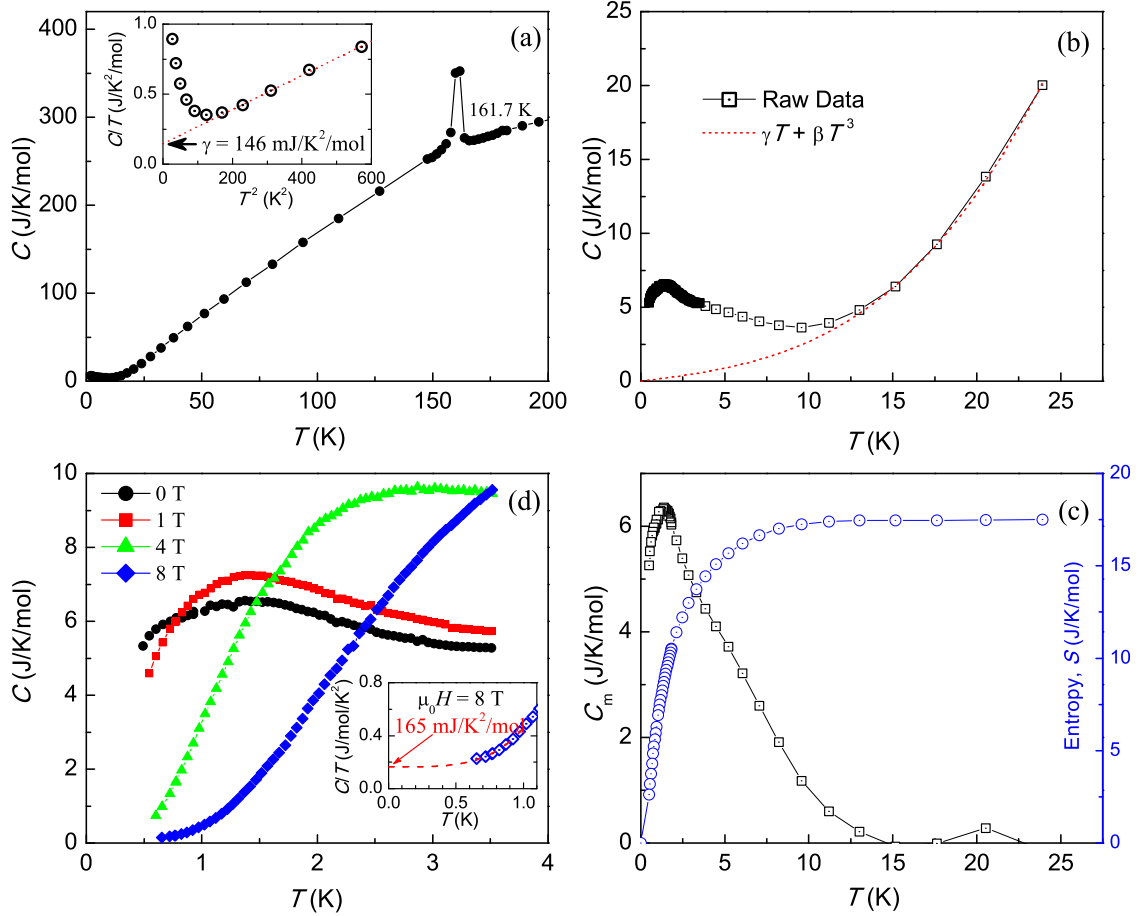 (a)
C (J/K/mol)
400
300
200
100
0
0 50 100 150 200
T (K)
161.7 K
C/T (J/K²/mol)
1.0
0.5
0.0
0 200 400 600
T² (K²)
γ = 146 mJ/K²/mol
(b)
C (J/K/mol)
25
20
15
10
5
0
0 5 10 15 20 25
T (K)
Raw Data
γ T + β T³
(d)
C (J/K/mol)
10
8
6
4
2
0
0 1 2 3 4
T (K)
0 T
1 T
4 T
8 T
C/T (J/mol/K²)
0.8
0.4
0.0
0.0 0.5 1.0
T (K)
μ₀H = 8 T
165 mJ/K²/mol
(c)
Cₘ (J/K/mol)
6
4
2
0
0 5 10 15 20 25
T (K)
Entropy, S (J/K/mol)
20
15
10
5
0